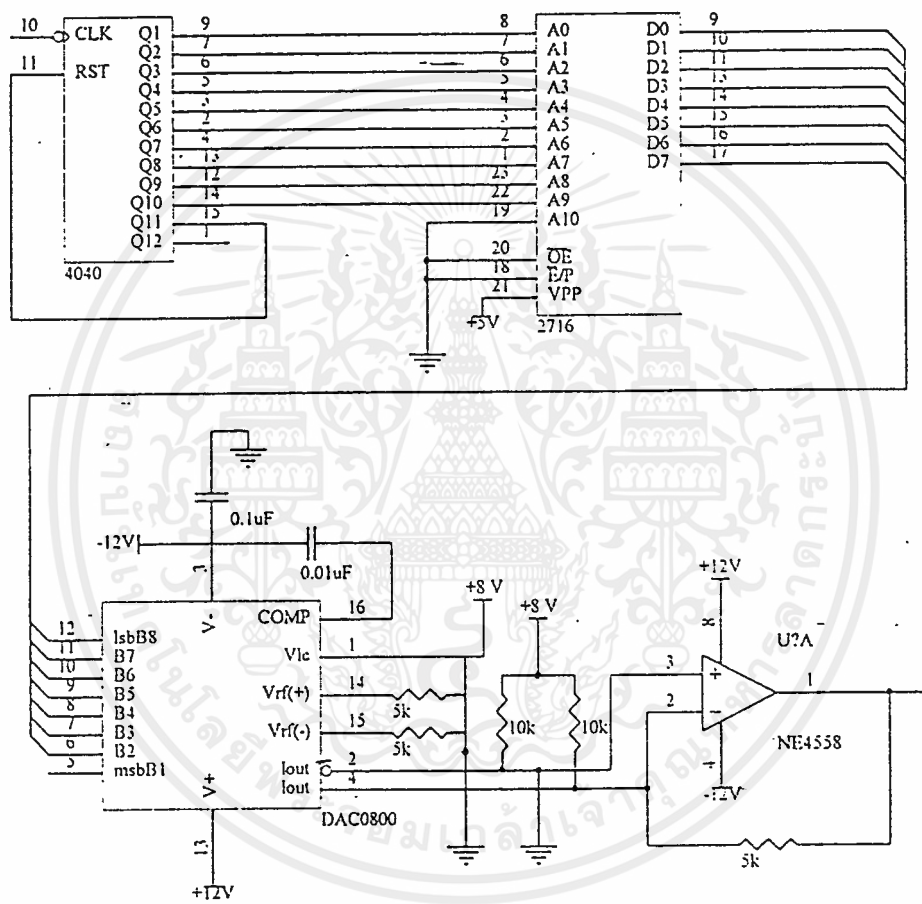 10
CLK
11
RST
Q1
Q2
Q3
Q4
Q5
Q6
Q7
Q8
Q9
Q10
Q11
Q12
9
7
6
5
3
2
4
13
12
14
15
1
4040
8
7
6
5
4
3
2
1
23
22
19
20
18
21
A0
A1
A2
A3
A4
A5
A6
A7
A8
A9
A10
OE
E/P
VPP
+5V
2716
D0
D1
D2
D3
D4
D5
D6
D7
9
10
11
13
14
15
16
17
0.1uF
-12V
0.01uF
3
V-
COMP
16
Vlc
1
Vrf(+)
14
5k
Vrf(-)
15
5k
Iout
2
Iout
4
12
11
10
9
8
7
6
5
lsbB8
B7
B6
B5
B4
B3
B2
msbB1
V+
13
+12V
DAC0800
+8 V
+8 V
10k
10k
+12V
8
U?A
3
+
2
-
1
NE4558
4
-12V
5k